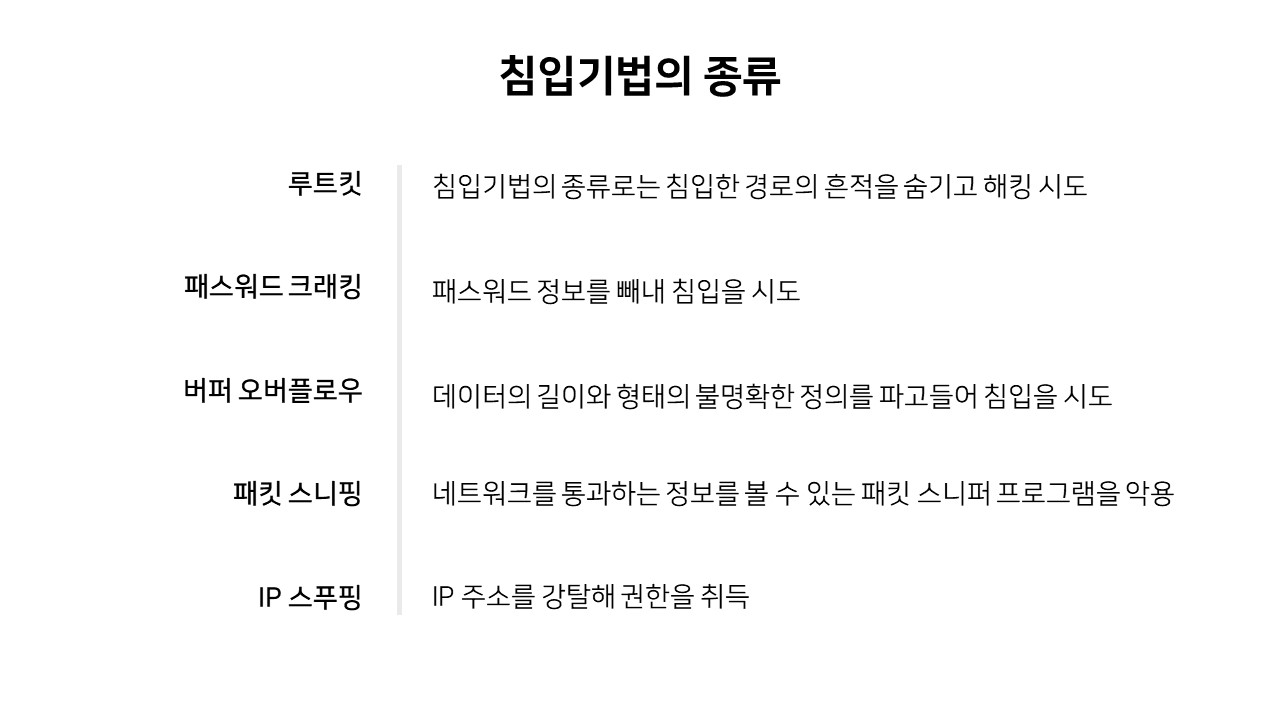 침입기법의 종류
루트킷
침입기법의 종류로는 침입한 경로의 흔적을 숨기고 해킹 시도
패스워드 크래킹
패스워드 정보를 빼내 침입을 시도
버퍼 오버플로우
데이터의 길이와 형태의 불명확한 정의를 파고들어 침입을 시도
패킷 스니핑
네트워크를 통과하는 정보를 볼 수 있는 패킷 스니퍼 프로그램을 악용
IP 스푸핑
IP 주소를 강탈해 권한을 취득